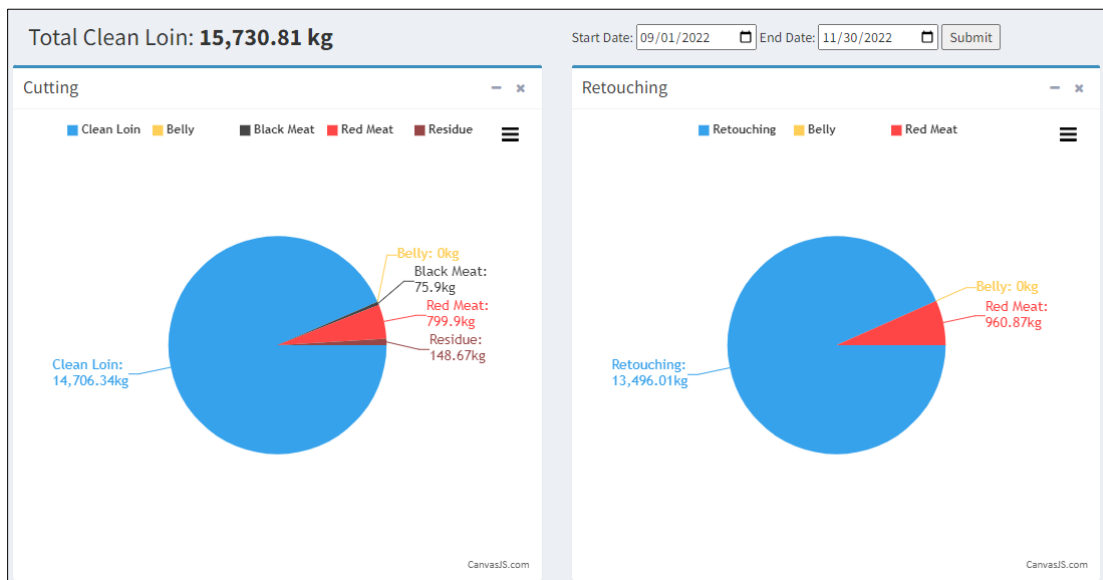 Total Clean Loin: 15,730.81 kg
Start Date: 09/01/2022 End Date: 11/30/2022 Submit
Cutting
Clean Loin Belly Black Meat Red Meat Residue
Belly: 0kg
Black Meat:
75.9kg
Red Meat:
799.9kg
Residue:
148.67kg
Clean Loin:
14,706.34kg
CanvasJS.com
Retouching
Retouching Belly Red Meat
Belly: 0kg
Red Meat:
960.87kg
Retouching:
13,496.01kg
CanvasJS.com